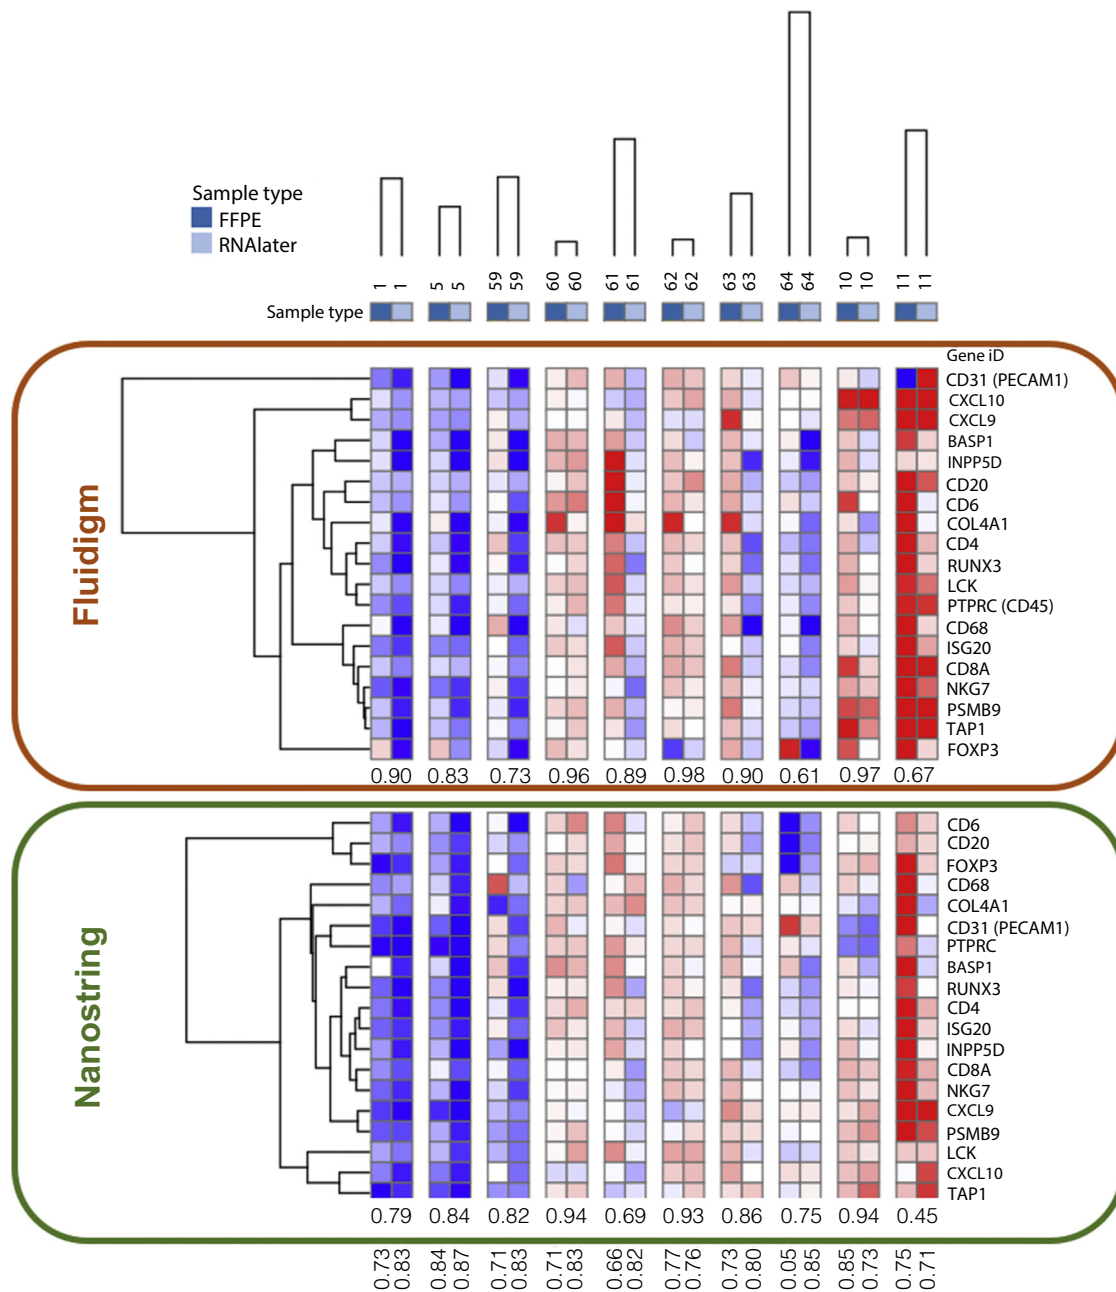 Sample type
FFPE
RNAlater
1 1 5 5 59 59 60 60 61 61 62 62 63 63 64 64 10 10 11 11
Sample type
Gene iD
Fluidigm
CD31 (PECAM1)
CXCL10
CXCL9
BASP1
INPP5D
CD20
CD6
COL4A1
CD4
RUNX3
LCK
PTPRC (CD45)
CD68
ISG20
CD8A
NKG7
PSMB9
TAP1
FOXP3
0.90 0.83 0.73 0.96 0.89 0.98 0.90 0.61 0.97 0.67
Nanostring
CD6
CD20
FOXP3
CD68
COL4A1
CD31 (PECAM1)
PTPRC
BASP1
RUNX3
CD4
ISG20
INPP5D
CD8A
NKG7
CXCL9
PSMB9
LCK
CXCL10
TAP1
0.79 0.84 0.82 0.94 0.69 0.93 0.86 0.75 0.94 0.45
0.73 0.83 0.84 0.87 0.71 0.83 0.71 0.83 0.66 0.82 0.77 0.76 0.73 0.80 0.05 0.85 0.85 0.73 0.75 0.71